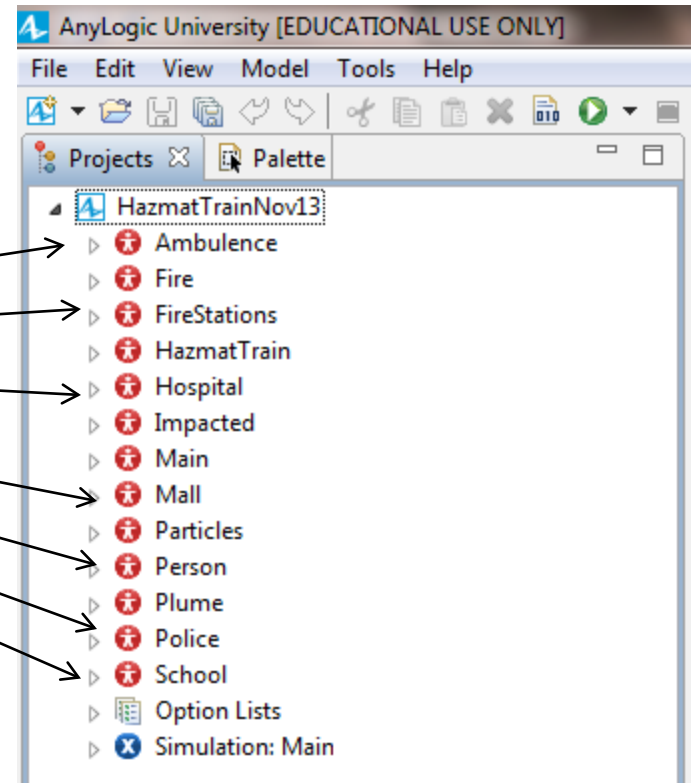 AnyLogic University [EDUCATIONAL USE ONLY]
File Edit View Model Tools Help
Projects Palette
HazmatTrainNov13
Ambulence
Fire
FireStations
HazmatTrain
Hospital
Impacted
Main
Mall
Particles
Person
Plume
Police
School
Option Lists
Simulation: Main